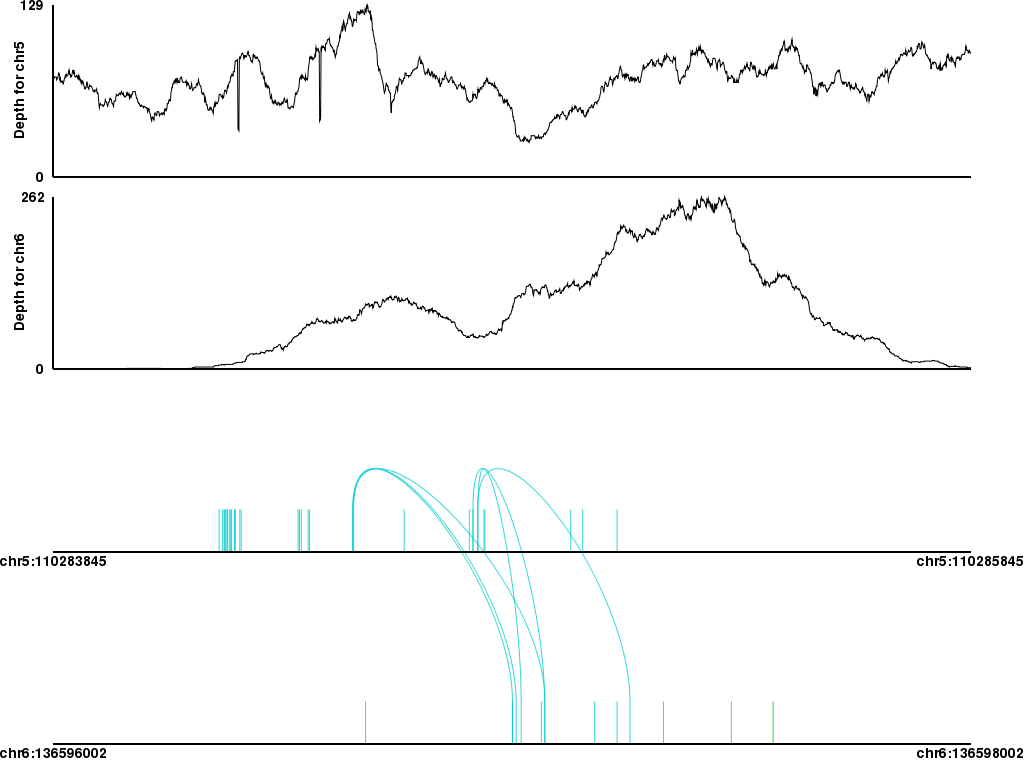 129
Depth for chr5
0
262
Depth for chr6
0
chr5:110283845 chr5:110285845
chr6:136596002 chr6:136598002